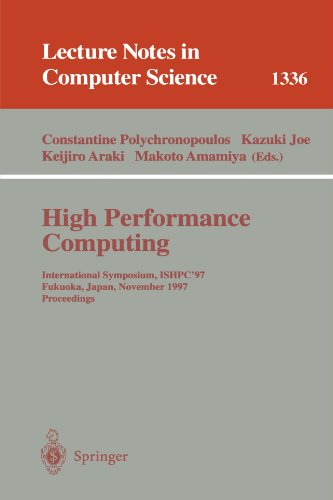 Lecture Notes in
Computer Science 1336
Constantine Polychronopoulos Kazuki Joe
Keijiro Araki Makoto Amamiya (Eds.)
High Performance
Computing
International Symposium, ISHPC'97
Fukuoka, Japan, November 1997
Proceedings
Springer